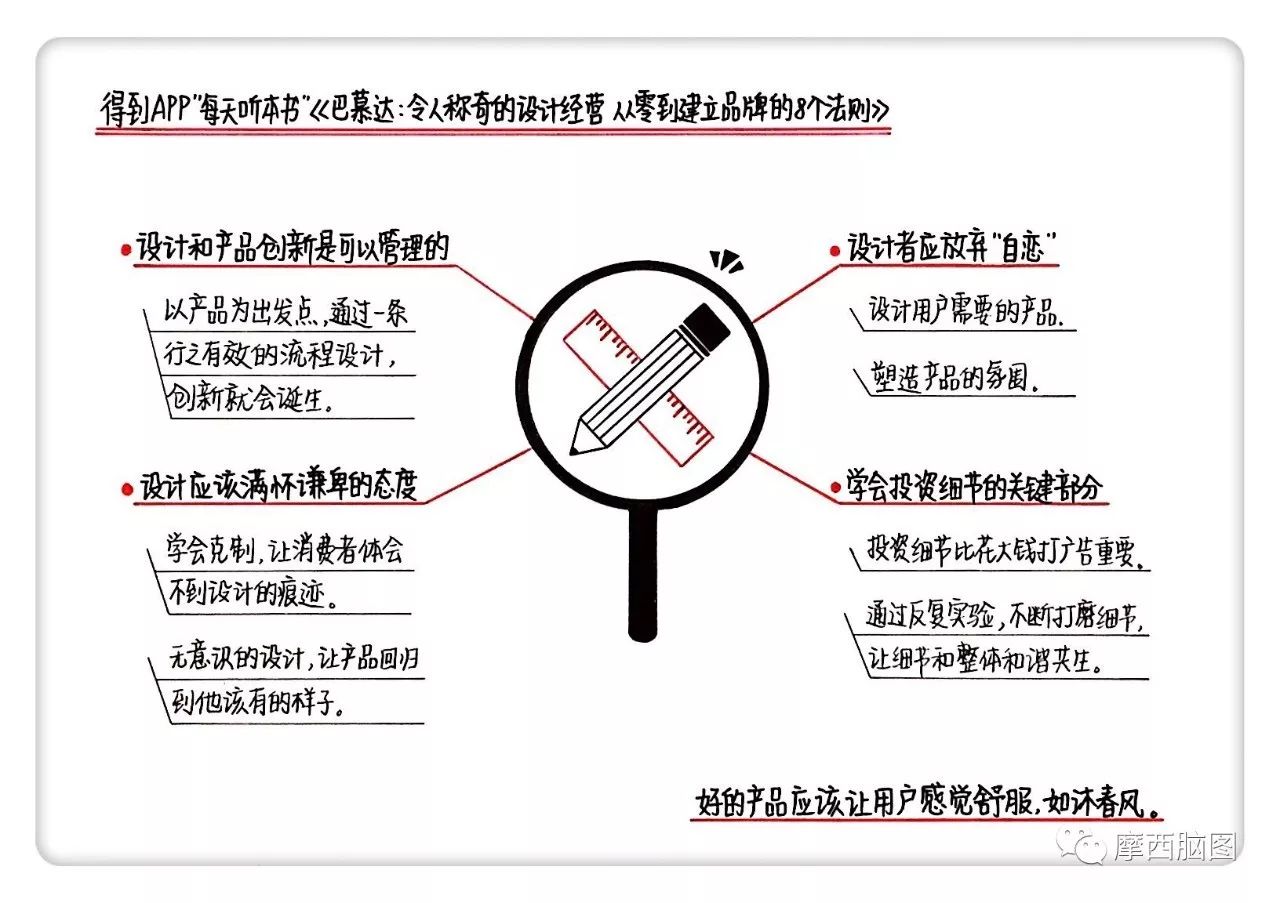 得到APP"每天听本书"《巴慕达:令人称奇的设计经营 从零到建立品牌的8个法则》
设计和产品创新是可以管理的
以产品为出发点,通过一条
行之有效的流程设计,
创新就会诞生。
设计应该满怀谦卑的态度
学会克制,让消费者体会
不到设计的痕迹。
无意识的设计,让产品回归
到他该有的样子。
设计者应放弃"自恋"
设计用户需要的产品.
塑造产品的氛围.
学会投资细节的关键部分
投资细节比花大钱打广告重要.
通过反复实验,不断打磨细节,
让细节和整体和谐共生。
好的产品应该让用户感觉舒服,如沐春风。
摩西脑图